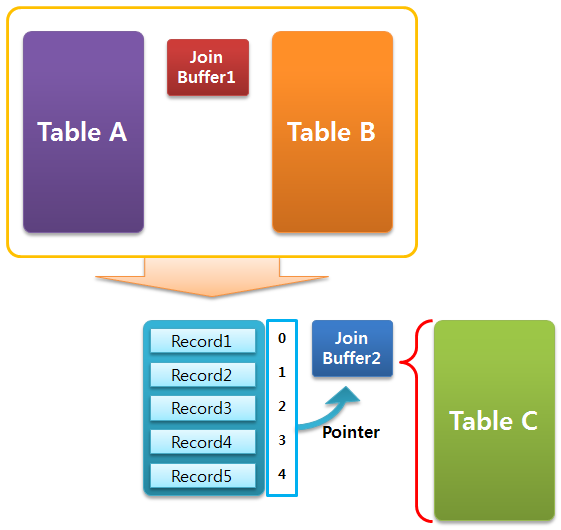 Table A
Join
Buffer1
Table B
Record1
0
Record2
1
Record3
2
Record4
3
Record5
4
Join
Buffer2
Pointer
Table C